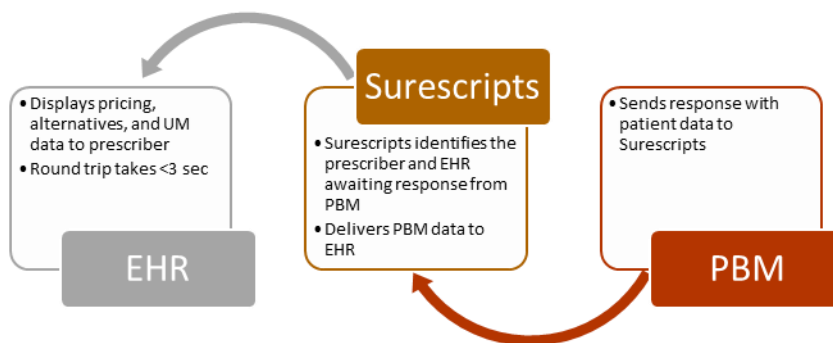 • Displays pricing,
alternatives, and UM
data to prescriber
• Round trip takes <3 sec
EHR
Surescripts
• Surescripts identifies the
prescriber and EHR
awaiting response from
PBM
• Delivers PBM data to
EHR
• Sends response with
patient data to
Surescripts
PBM